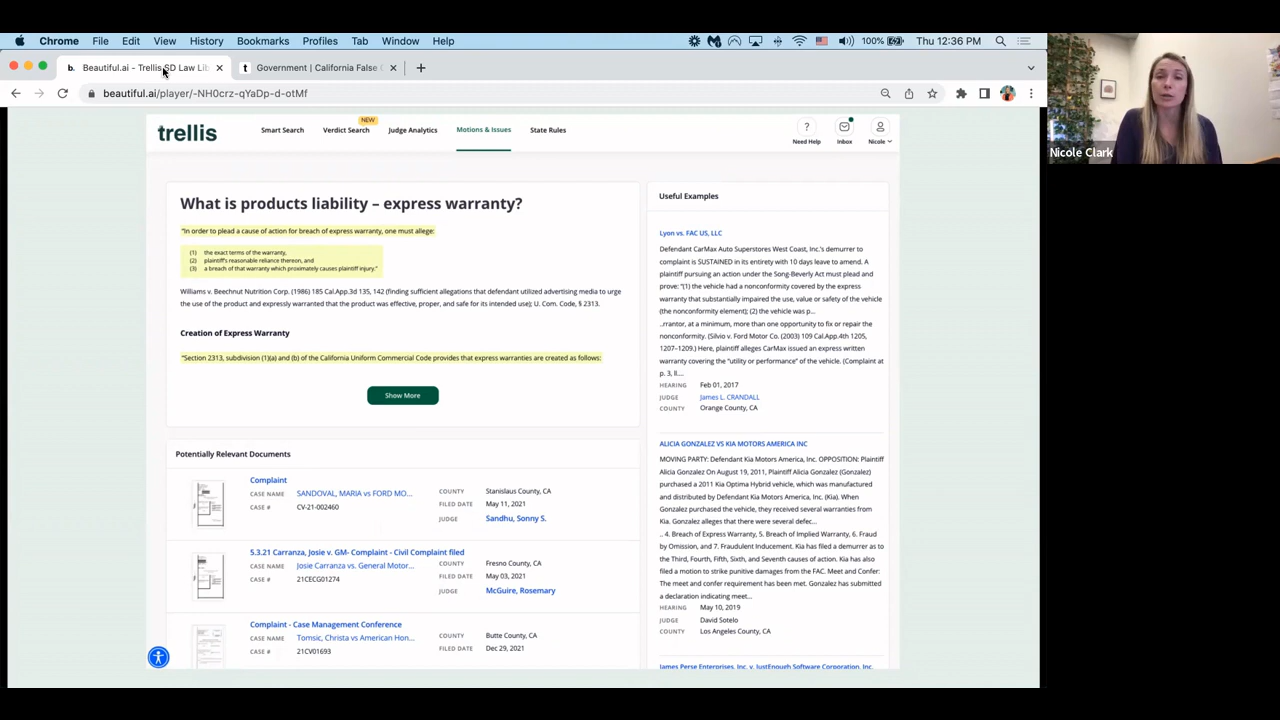 Chrome File Edit View History Bookmarks Profiles Tab Window Help 100% Thu 12:36 PM
b. Beautiful.ai - Trellis SD Law Lib
t Government | California False
beautiful.ai/player/-NH0crz-qYaDp-d-otMf
Nicole Clark
trellis
Smart Search
NEW
Verdict Search
Judge Analytics
Motions & Issues
State Rules
? Need Help
Inbox
Nicole
What is products liability – express warranty?
"In order to plead a cause of action for breach of express warranty, one must allege:
(1) the exact terms of the warranty,
(2) plaintiff's reasonable reliance thereron, and
(3) a breach of that warranty which proximately causes plaintiff injury."
Williams v. Beechnut Nutrition Corp. (1986) 185 Cal.App.3d 135, 142 (finding sufficient allegations that defendant utilized advertising media to urge
the use of the product and expressly warranted that the product was effective, proper, and safe for its intended use); U. Com. Code, § 2313.
Creation of Express Warranty
"Section 2313, subdivision (1)(a) and (b) of the California Uniform Commercial Code provides that express warranties are created as follows:
Show More
Potentially Relevant Documents
Complaint
CASE NAME SANDOVAL, MARIA vs FORD MO...
CASE # CV-21-002460
COUNTY Stanislaus County, CA
FILED DATE May 11, 2021
JUDGE Sandhu, Sonny S.
5.3.21 Carranza, Josie v. GM- Complaint - Civil Complaint filed
CASE NAME Josie Carranza vs. General Motor...
CASE # 21CECG01274
COUNTY Fresno County, CA
FILED DATE May 03, 2021
JUDGE McGuire, Rosemary
Complaint - Case Management Conference
CASE NAME Tomsic, Christa vs American Hon...
CASE # 21CV01693
COUNTY Butte County, CA
FILED DATE Dec 29, 2021
Useful Examples
Lyon vs. FAC US, LLC
Defendant CarMax Auto Superstores West Coast, Inc.'s demurrer to
complaint is SUSTAINED in its entirety with 10 days leave to amend. A
plaintiff pursuing an action under the Song-Beverly Act must plead and
prove: "(1) the vehicle had a nonconformity covered by the express
warranty that substantially impaired the use, value or safety of the vehicle
(the nonconformity element); (2) the vehicle was p...
..rrantor, at a minimum, more than one opportunity to fix or repair the
nonconformity. (Silvio v. Ford Motor Co. (2003) 109 Cal.App.4th 1205,
1207–1209.) Here, plaintiff alleges CarMax issued an express written
warranty covering the "utility or performance" of the vehicle. (Complaint at
p. 3, ll....
HEARING Feb 01, 2017
JUDGE James L. CRANDALL
COUNTY Orange County, CA
ALICIA GONZALEZ VS KIA MOTORS AMERICA INC
MOVING PARTY: Defendant Kia Motors America, Inc. OPPOSITION: Plaintiff
Alicia Gonzalez On August 19, 2011, Plaintiff Alicia Gonzalez (Gonzalez)
purchased a 2011 Kia Optima Hybrid vehicle, which was manufactured
and distributed by Defendant Kia Motors America, Inc. (Kia). When
Gonzalez purchased the vehicle, they received several warranties from
Kia. Gonzalez alleges that there were several defec...
.. 4. Breach of Express Warranty, 5. Breach of Implied Warranty, 6. Fraud
by Omission, and 7. Fraudulent Inducement. Kia has filed a demurrer as to
the Third, Fourth, Fifth, Sixth, and Seventh causes of action. Kia has also
filed a motion to strike punitive damages from the FAC. Meet and Confer:
The meet and confer requirement has been met. Gonzalez has submitted
a declaration indicating meet...
HEARING May 10, 2019
JUDGE David Sotelo
COUNTY Los Angeles County, CA
James Perse Enterprises, Inc. v. JustEnough Software Corporation, Inc.